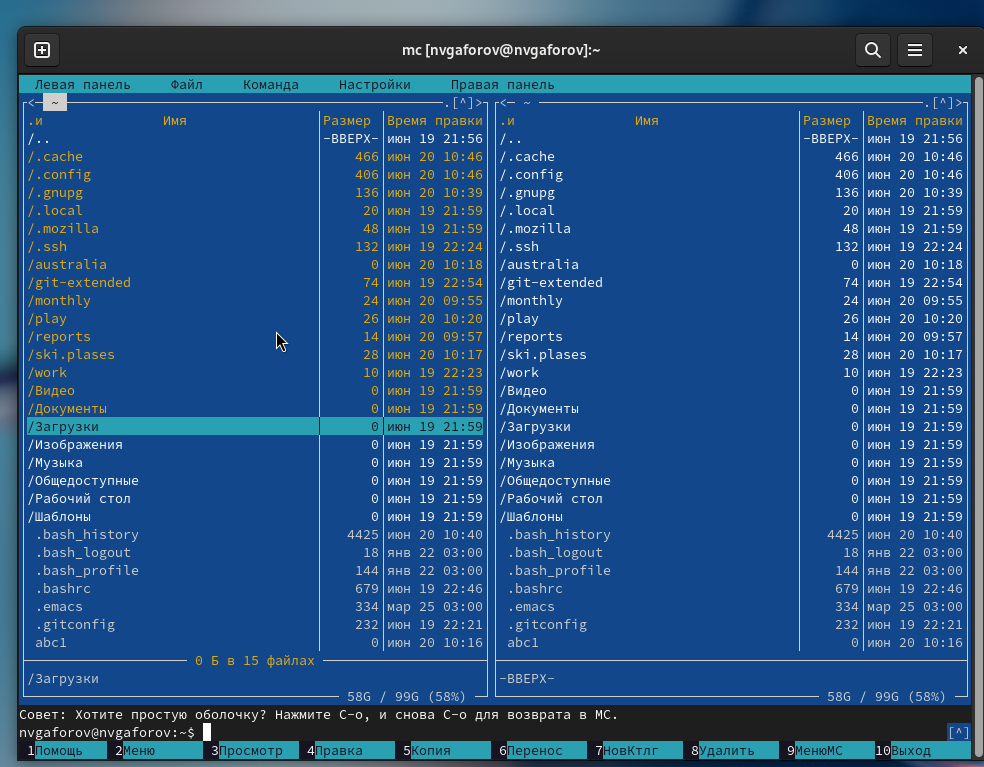 mc [nvgaforov@nvgaforov]:~
Левая панель Файл Команда Настройки Правая панель
<─ ~ .[^]> <─ ~ .[^]>
.и Имя Размер Время правки .и Имя Размер Время правки
/.. -ВВЕРХ- июн 19 21:56 /.. -ВВЕРХ- июн 19 21:56
/.cache 466 июн 20 10:46 /.cache 466 июн 20 10:46
/.config 406 июн 20 10:46 /.config 406 июн 20 10:46
/.gnupg 136 июн 20 10:39 /.gnupg 136 июн 20 10:39
/.local 20 июн 19 21:59 /.local 20 июн 19 21:59
/.mozilla 48 июн 19 21:59 /.mozilla 48 июн 19 21:59
/.ssh 132 июн 19 22:24 /.ssh 132 июн 19 22:24
/australia 0 июн 20 10:18 /australia 0 июн 20 10:18
/git-extended 74 июн 19 22:54 /git-extended 74 июн 19 22:54
/monthly 24 июн 20 09:55 /monthly 24 июн 20 09:55
/play 26 июн 20 10:20 /play 26 июн 20 10:20
/reports 14 июн 20 09:57 /reports 14 июн 20 09:57
/ski.plases 28 июн 20 10:17 /ski.plases 28 июн 20 10:17
/work 10 июн 19 22:23 /work 10 июн 19 22:23
/Видео 0 июн 19 21:59 /Видео 0 июн 19 21:59
/Документы 0 июн 19 21:59 /Документы 0 июн 19 21:59
/Загрузки 0 июн 19 21:59 /Загрузки 0 июн 19 21:59
/Изображения 0 июн 19 21:59 /Изображения 0 июн 19 21:59
/Музыка 0 июн 19 21:59 /Музыка 0 июн 19 21:59
/Общедоступные 0 июн 19 21:59 /Общедоступные 0 июн 19 21:59
/Рабочий стол 0 июн 19 21:59 /Рабочий стол 0 июн 19 21:59
/Шаблоны 0 июн 19 21:59 /Шаблоны 0 июн 19 21:59
.bash_history 4425 июн 20 10:40 .bash_history 4425 июн 20 10:40
.bash_logout 18 янв 22 03:00 .bash_logout 18 янв 22 03:00
.bash_profile 144 янв 22 03:00 .bash_profile 144 янв 22 03:00
.bashrc 679 июн 19 22:46 .bashrc 679 июн 19 22:46
.emacs 334 мар 25 03:00 .emacs 334 мар 25 03:00
.gitconfig 232 июн 19 22:21 .gitconfig 232 июн 19 22:21
abc1 0 июн 20 10:16 abc1 0 июн 20 10:16
0 Б в 15 файлах
/Загрузки -ВВЕРХ-
58G / 99G (58%) 58G / 99G (58%)
Совет: Хотите простую оболочку? Нажмите C-o, и снова C-o для возврата в MC.
nvgaforov@nvgaforov:~$ [^]
1Помощь 2Меню 3Просмотр 4Правка 5Копия 6Перенос 7НовКтлг 8Удалить 9МенюMC 10Выход